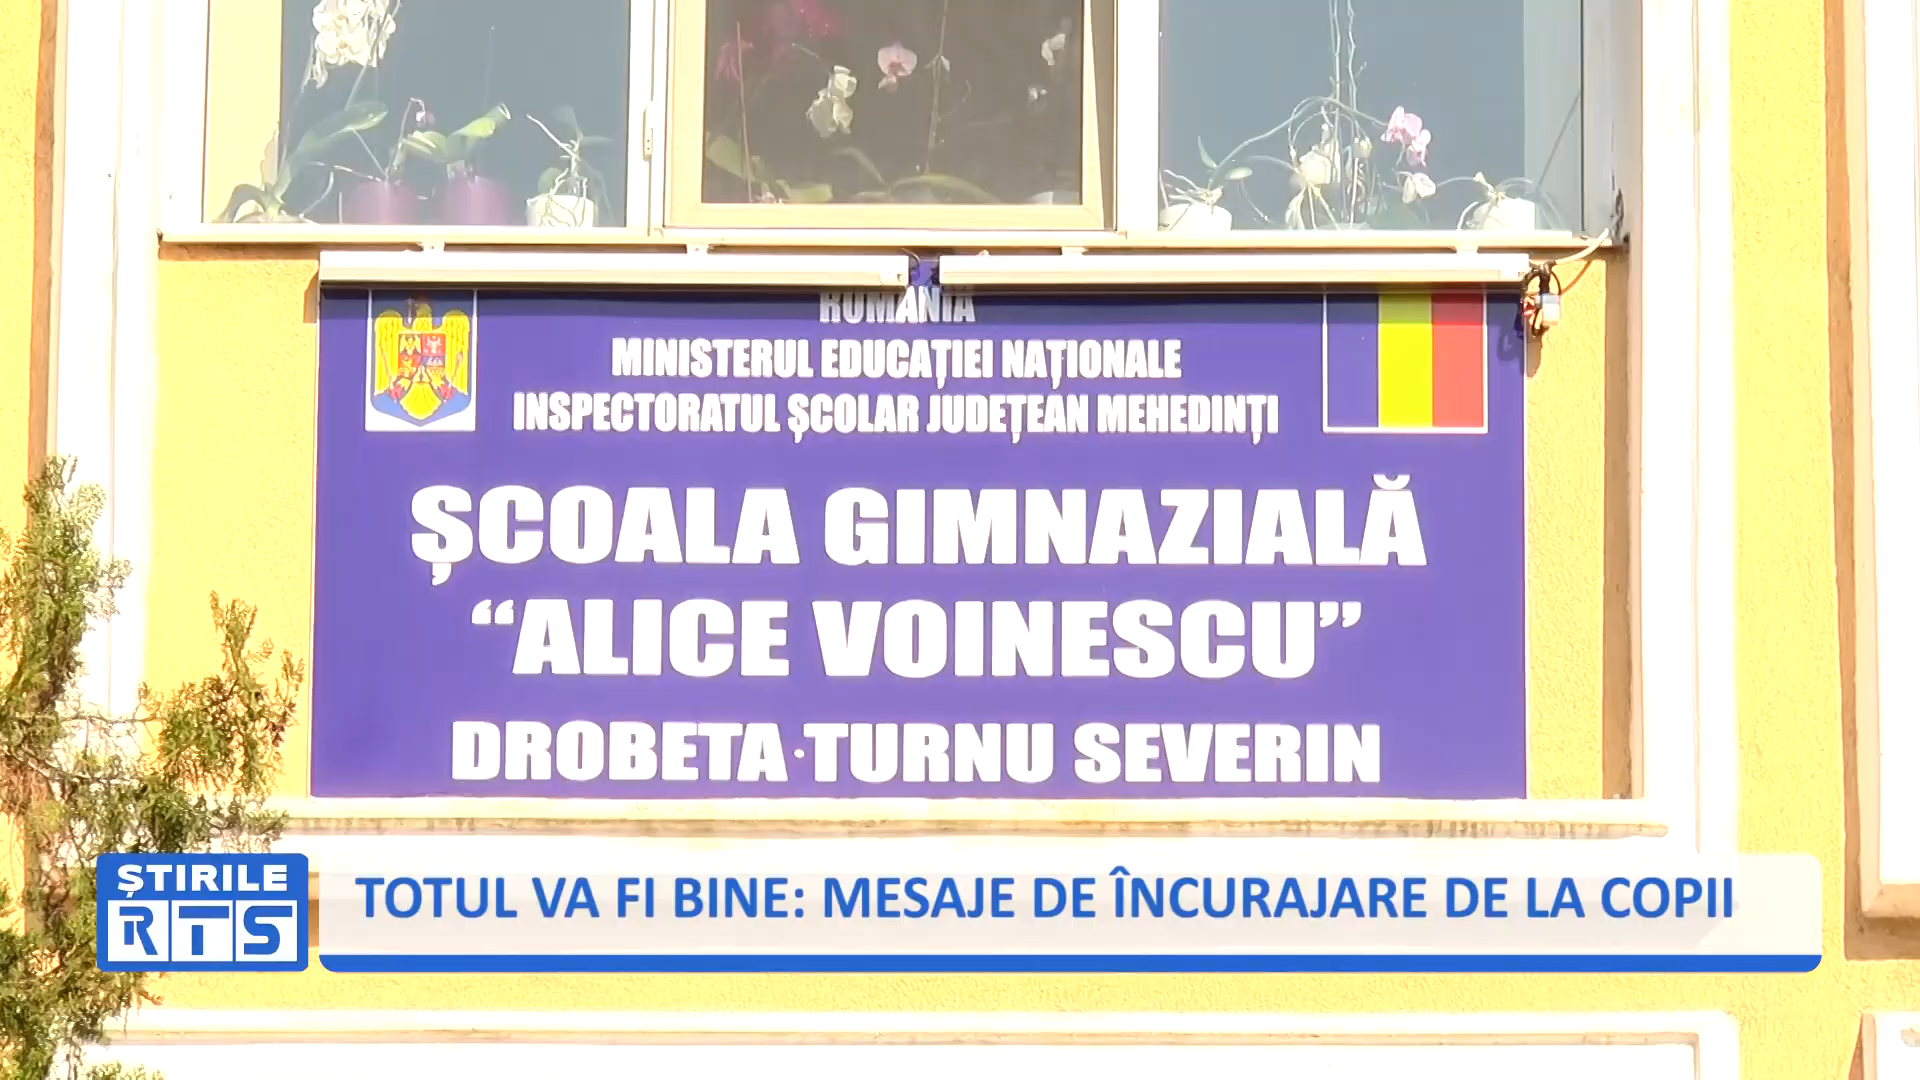 ROMÂNIA
MINISTERUL EDUCAȚIEI NAȚIONALE
INSPECTORATUL ȘCOLAR JUDEȚEAN MEHEDINȚI
ȘCOALA GIMNAZIALĂ
“ALICE VOINESCU”
DROBETA-TURNU SEVERIN
ȘTIRILE
RTS
TOTUL VA FI BINE: MESAJE DE ÎNCURAJARE DE LA COPII